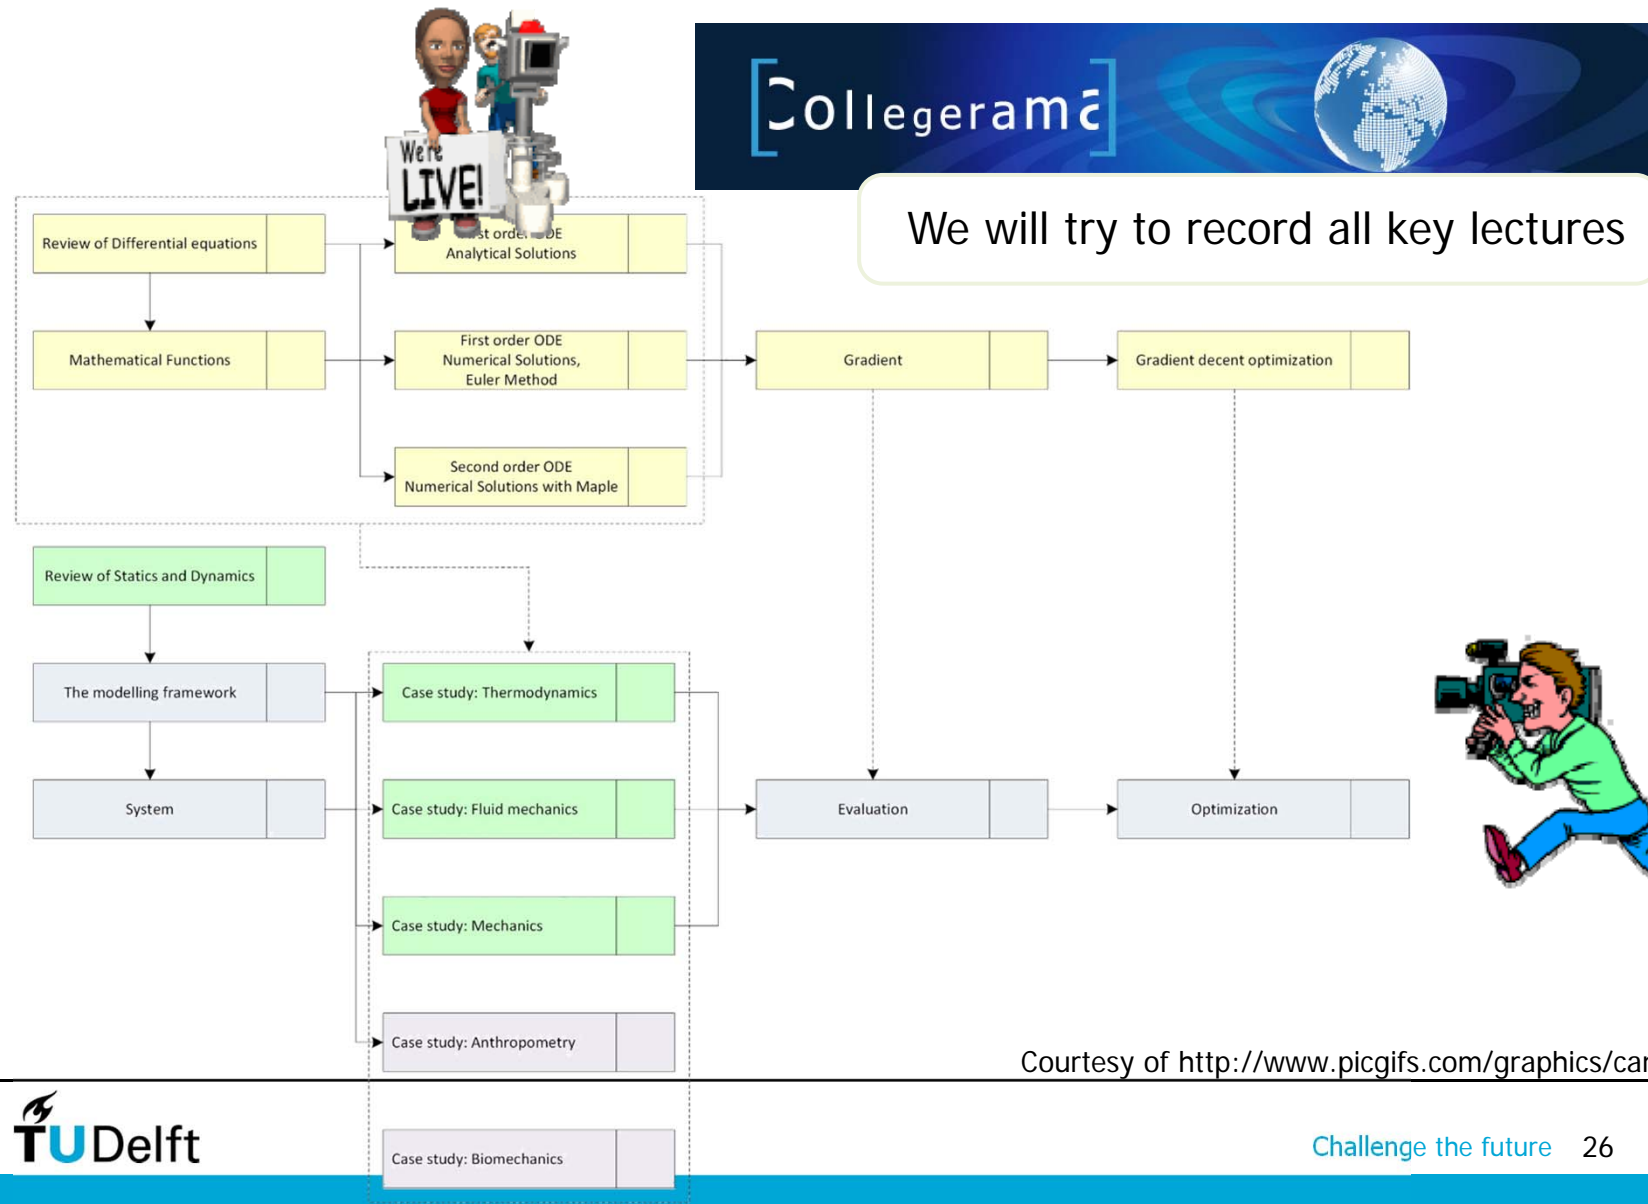 Collegerama
We're
LIVE!
We will try to record all key lectures
Review of Differential equations
st order ODE
Analytical Solutions
Mathematical Functions
First order ODE
Numerical Solutions,
Euler Method
Gradient
Gradient decent optimization
Second order ODE
Numerical Solutions with Maple
Review of Statics and Dynamics
The modelling framework
Case study: Thermodynamics
System
Case study: Fluid mechanics
Evaluation
Optimization
Case study: Mechanics
Case study: Anthropometry
Courtesy of http://www.picgifs.com/graphics/car
Case study: Biomechanics
TUDelft
Challenge the future 26